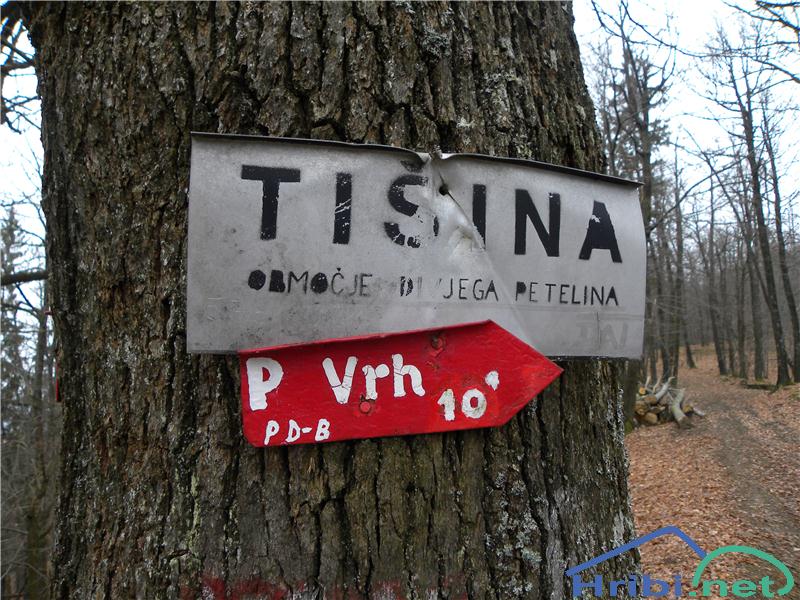 TIŠINA
OBMOČJE DIVJEGA PETELINA
P Vrh 10'
PD-B
Hribi.net